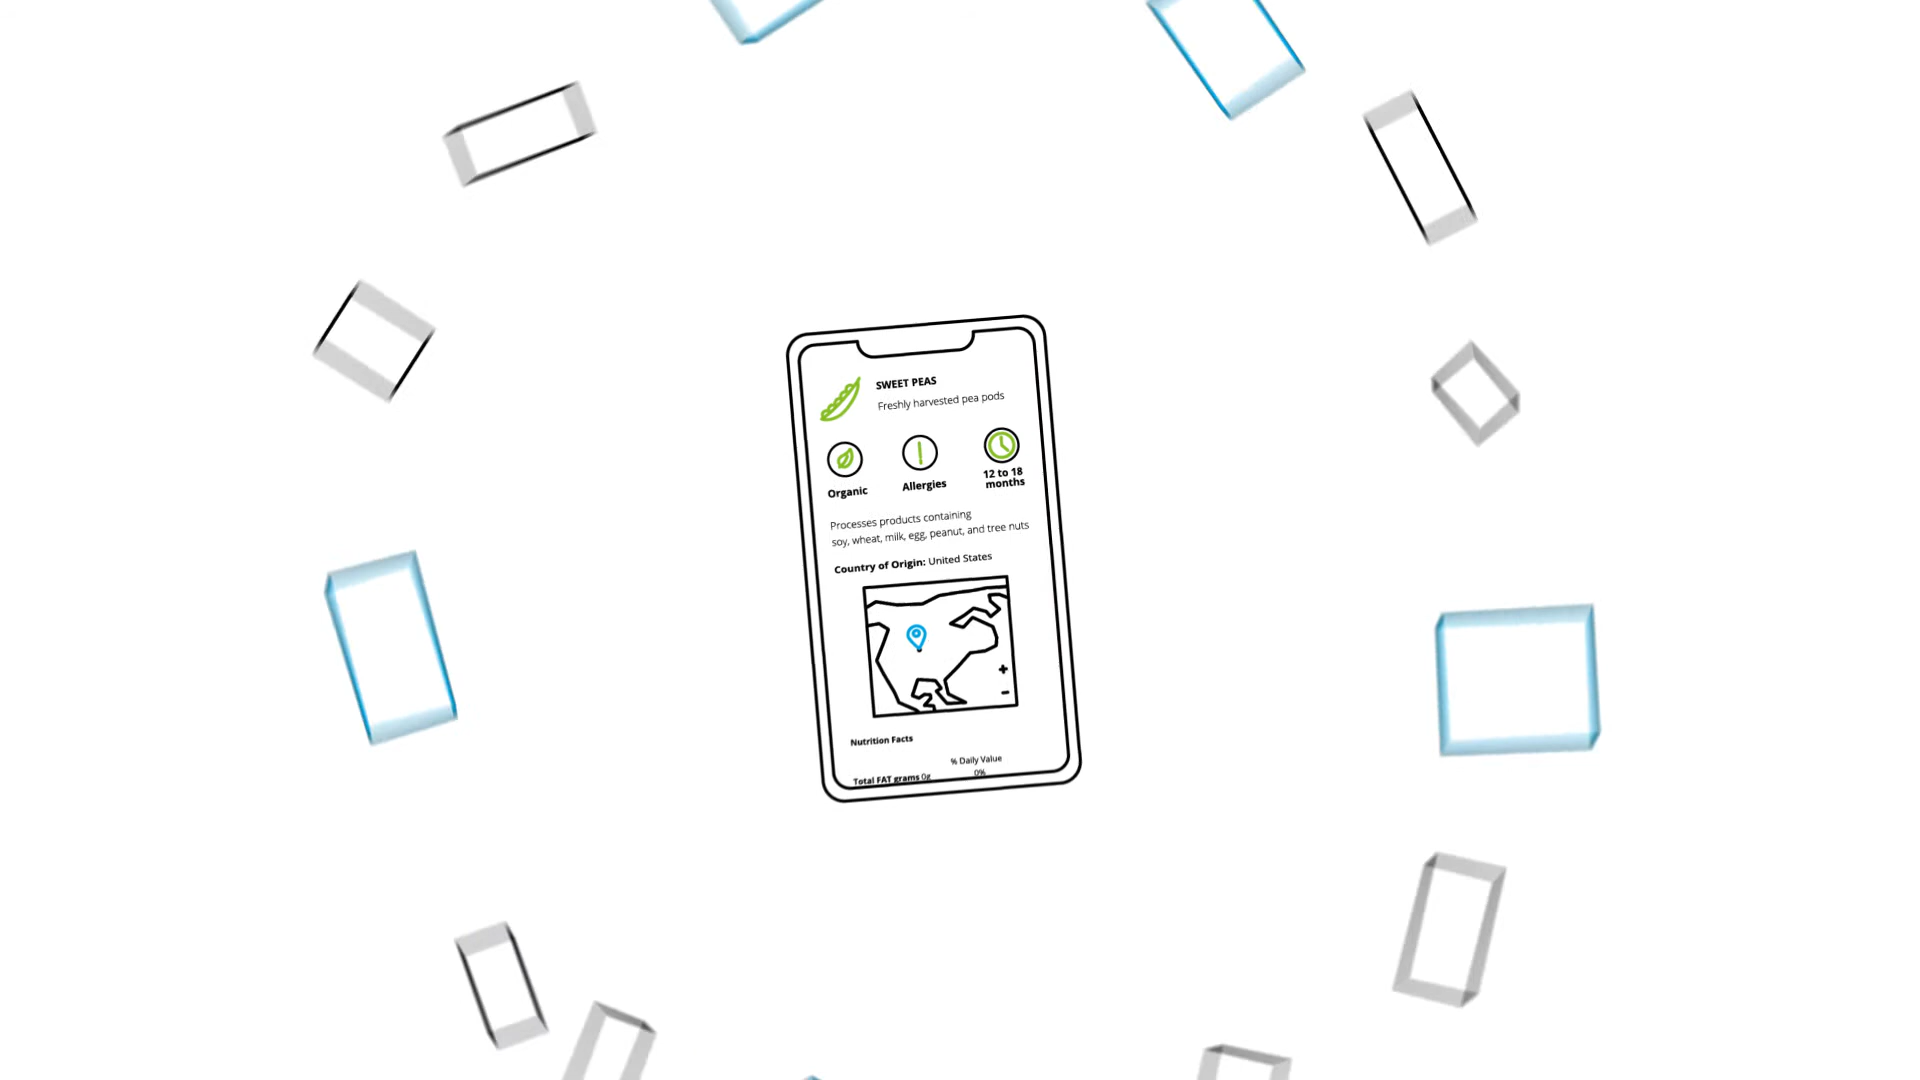 SWEET PEAS
Freshly harvested pea pods
Organic
Allergies
12 to 18
months
Processes products containing
soy, wheat, milk, egg, peanut, and tree nuts
Country of Origin: United States
+
-
Nutrition Facts
% Daily Value
Total FAT grams 0g 0%